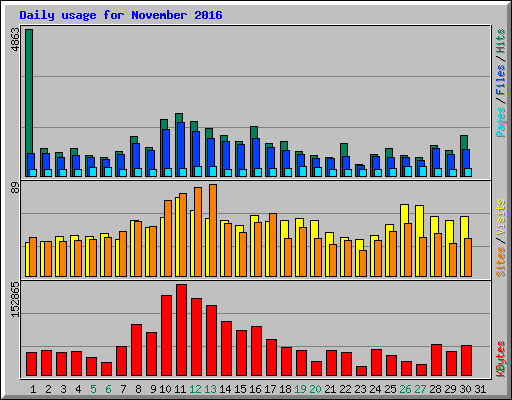 Daily usage for November 2016
4863
Pages / Files / Hits
89
Sites / Visits
152865
KBytes
1 2 3 4 5 6 7 8 9 10 11 12 13 14 15 16 17 18 19 20 21 22 23 24 25 26 27 28 29 30 31